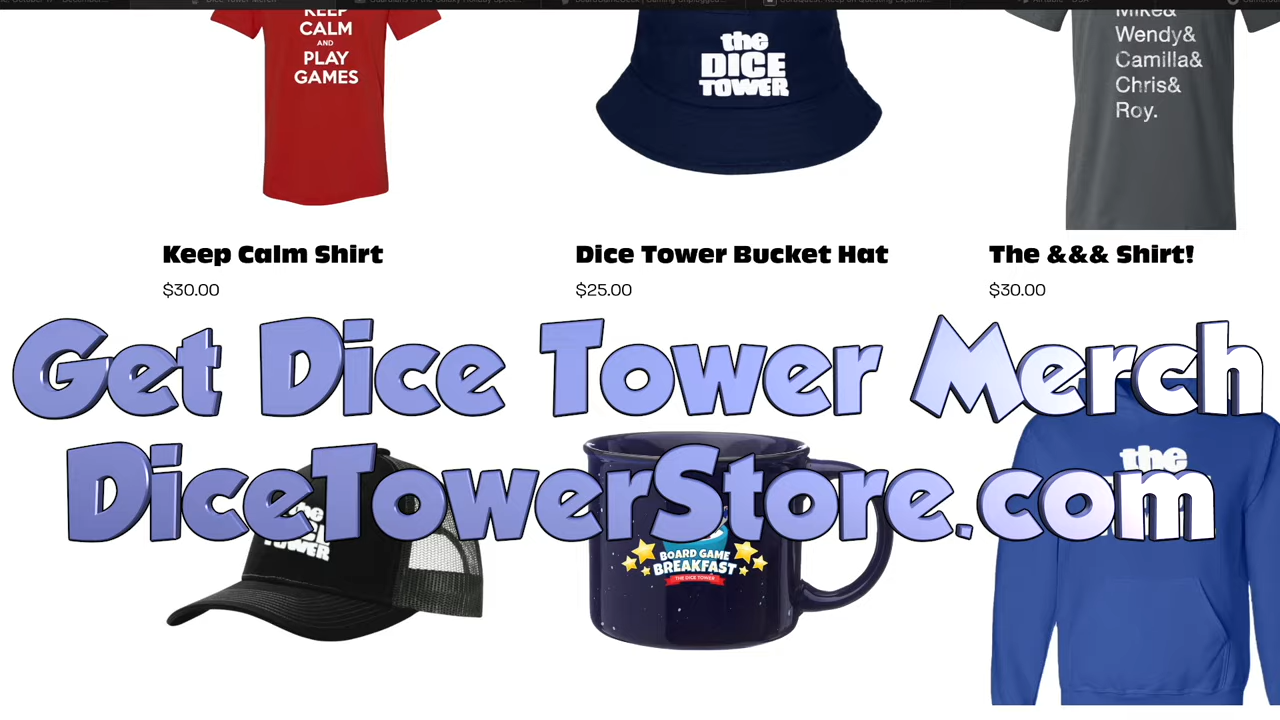 KEEP
CALM
AND
PLAY
GAMES
the
DICE
TOWER
Mike&
Wendy&
Camilla&
Chris&
Roy.
Keep Calm Shirt
Dice Tower Bucket Hat
The &&& Shirt!
$30.00
$25.00
$30.00
Get Dice Tower Merch
DiceTowerStore.com
the
TOWER
BOARD GAME
BREAKFAST
THE DICE TOWER
the